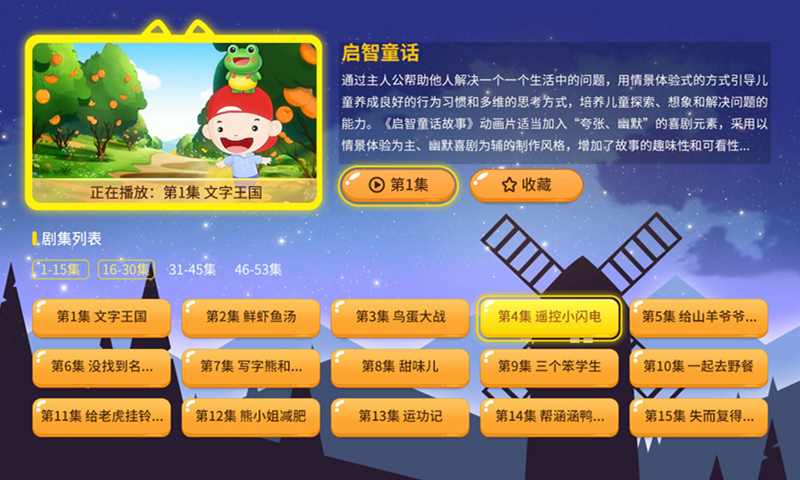 启智童话
通过主人公帮助他人解决一个一个生活中的问题，用情景体验式的方式引导儿
童养成良好的行为习惯和多维的思考方式，培养儿童探索、想象和解决问题的
能力。《启智童话故事》动画片适当加入“夸张、幽默”的喜剧元素，采用以
情景体验为主、幽默喜剧为辅的制作风格，增加了故事的趣味性和可看性...
正在播放：第1集 文字王国
第1集
收藏
剧集列表
1-15集 16-30集 31-45集 46-53集
第1集 文字王国 第2集 鲜虾鱼汤 第3集 鸟蛋大战 第4集 遥控小闪电 第5集 给山羊爷爷...
第6集 没找到名... 第7集 写字熊和... 第8集 甜味儿 第9集 三个笨学生 第10集 一起去野餐
第11集 给老虎挂铃... 第12集 熊小姐减肥 第13集 运功记 第14集 帮涵涵鸭... 第15集 失而复得...